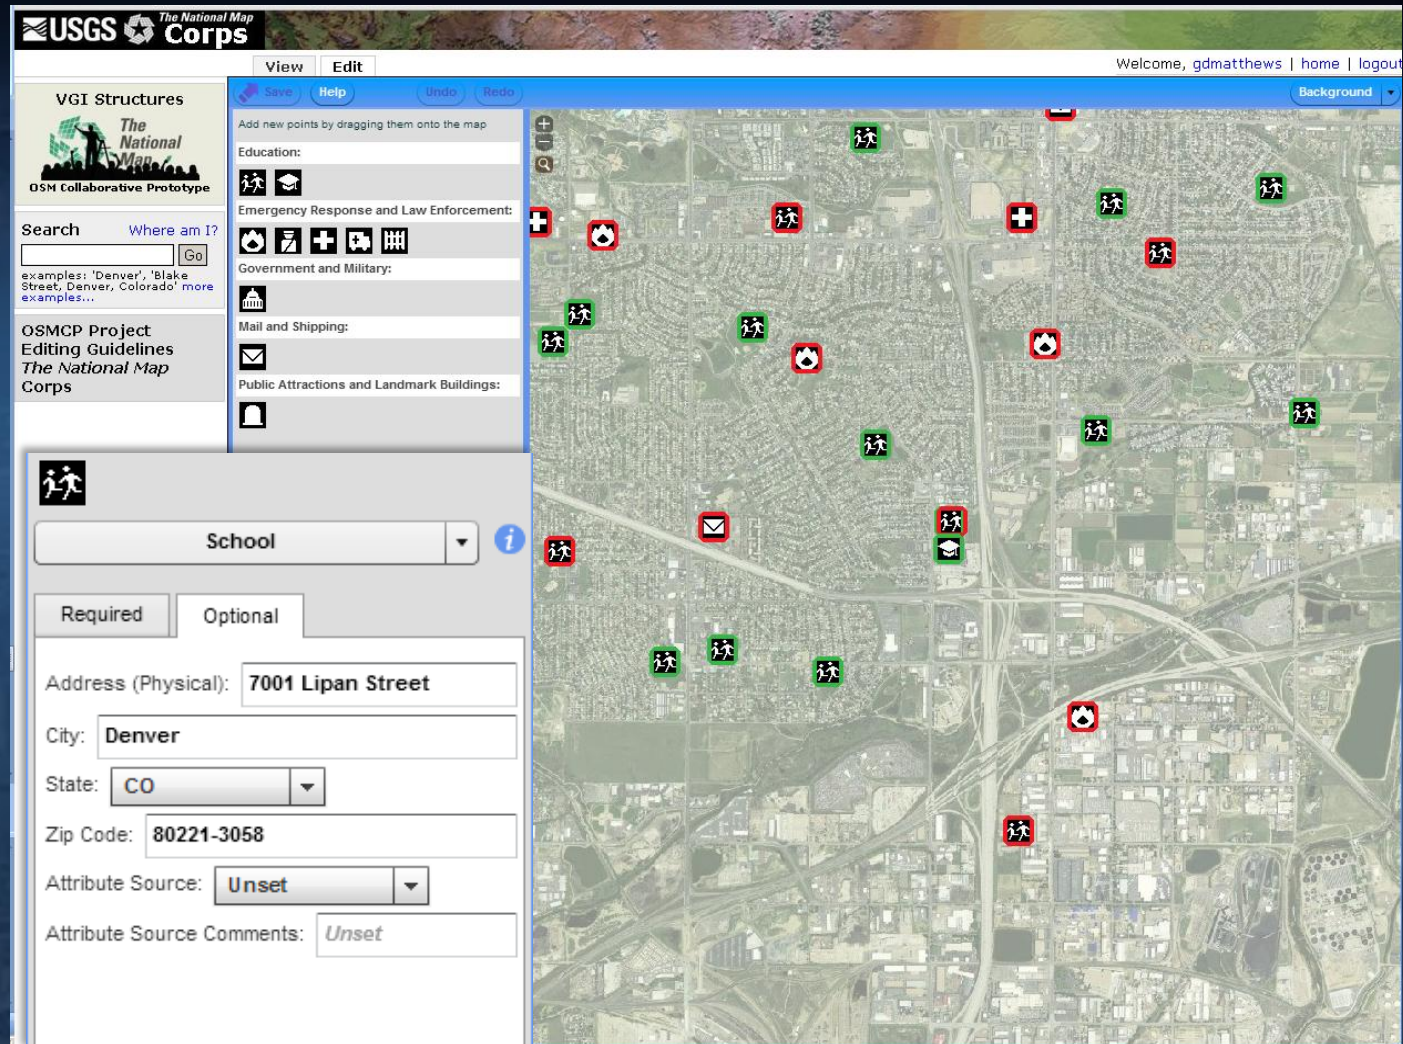 USGS The National Map Corps
View Edit
Welcome, gdmatthews | home | logout
Save Help Undo Redo Background
VGI Structures
The
National
Map
OSM Collaborative Prototype
Search Where am I?
Go
examples: 'Denver', 'Blake
Street, Denver, Colorado' more
examples...
OSMCP Project
Editing Guidelines
The National Map
Corps
Add new points by dragging them onto the map
Education:
Emergency Response and Law Enforcement:
Government and Military:
Mail and Shipping:
Public Attractions and Landmark Buildings:
School
Required Optional
Address (Physical): 7001 Lipan Street
City: Denver
State: CO
Zip Code: 80221-3058
Attribute Source: Unset
Attribute Source Comments: Unset